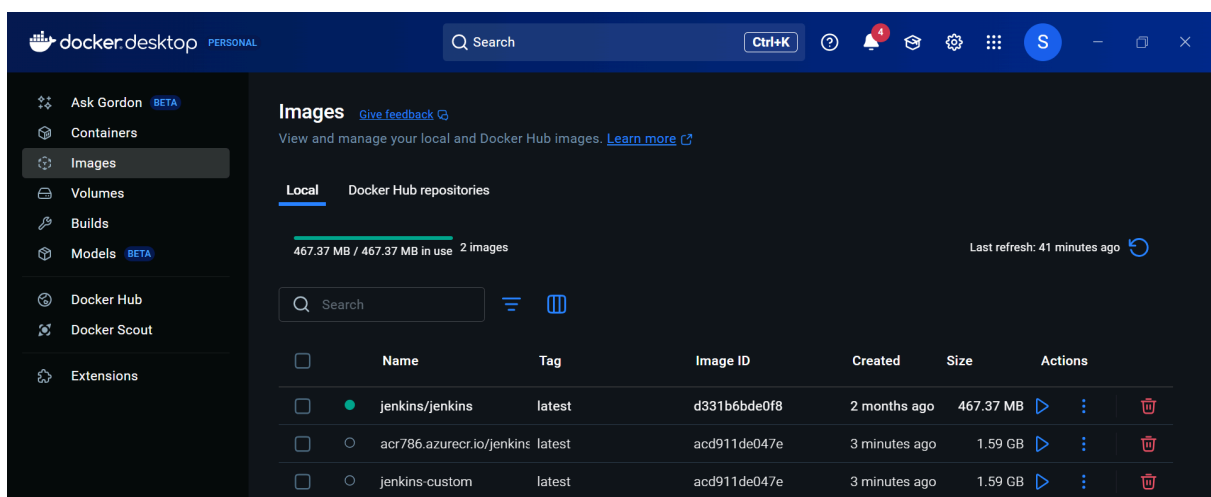 docker.desktop PERSONAL
Search Ctrl+K 4 S
Ask Gordon BETA
Containers
Images
Volumes
Builds
Models BETA
Docker Hub
Docker Scout
Extensions
Images Give feedback
View and manage your local and Docker Hub images. Learn more
Local Docker Hub repositories
467.37 MB / 467.37 MB in use 2 images Last refresh: 41 minutes ago
Search
Name Tag Image ID Created Size Actions
jenkins/jenkins latest d331b6bde0f8 2 months ago 467.37 MB
acr786.azurecr.io/jenkins latest acd911de047e 3 minutes ago 1.59 GB
jenkins-custom latest acd911de047e 3 minutes ago 1.59 GB